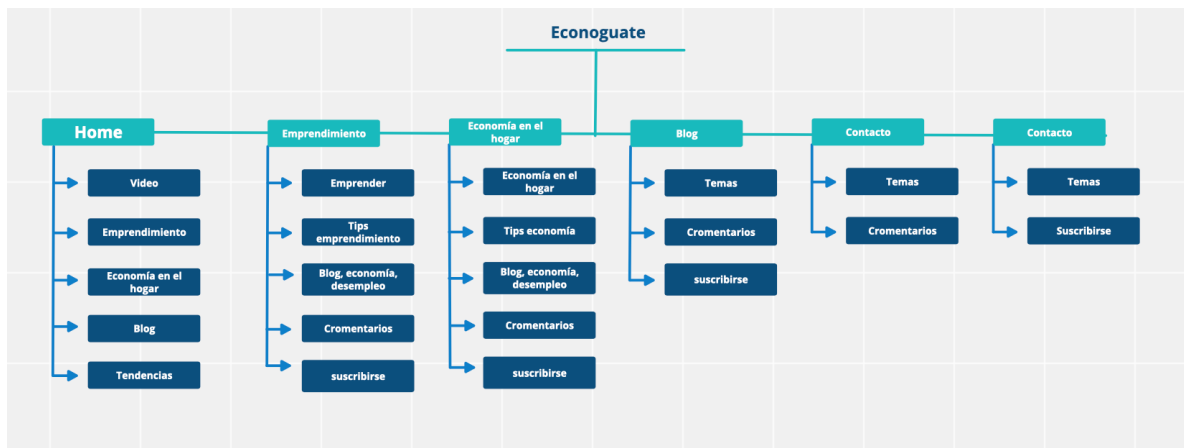 Econoguate
Home
Emprendimiento
Economía en el
hogar
Blog
Contacto
Contacto
Video
Emprendimiento
Economía en el
hogar
Blog
Tendencias
Emprender
Tips
emprendimiento
Blog, economía,
desempleo
Cromentarios
suscribirse
Economía en el
hogar
Tips economía
Blog, economía,
desempleo
Cromentarios
suscribirse
Temas
Cromentarios
suscribirse
Temas
Cromentarios
Temas
Suscribirse